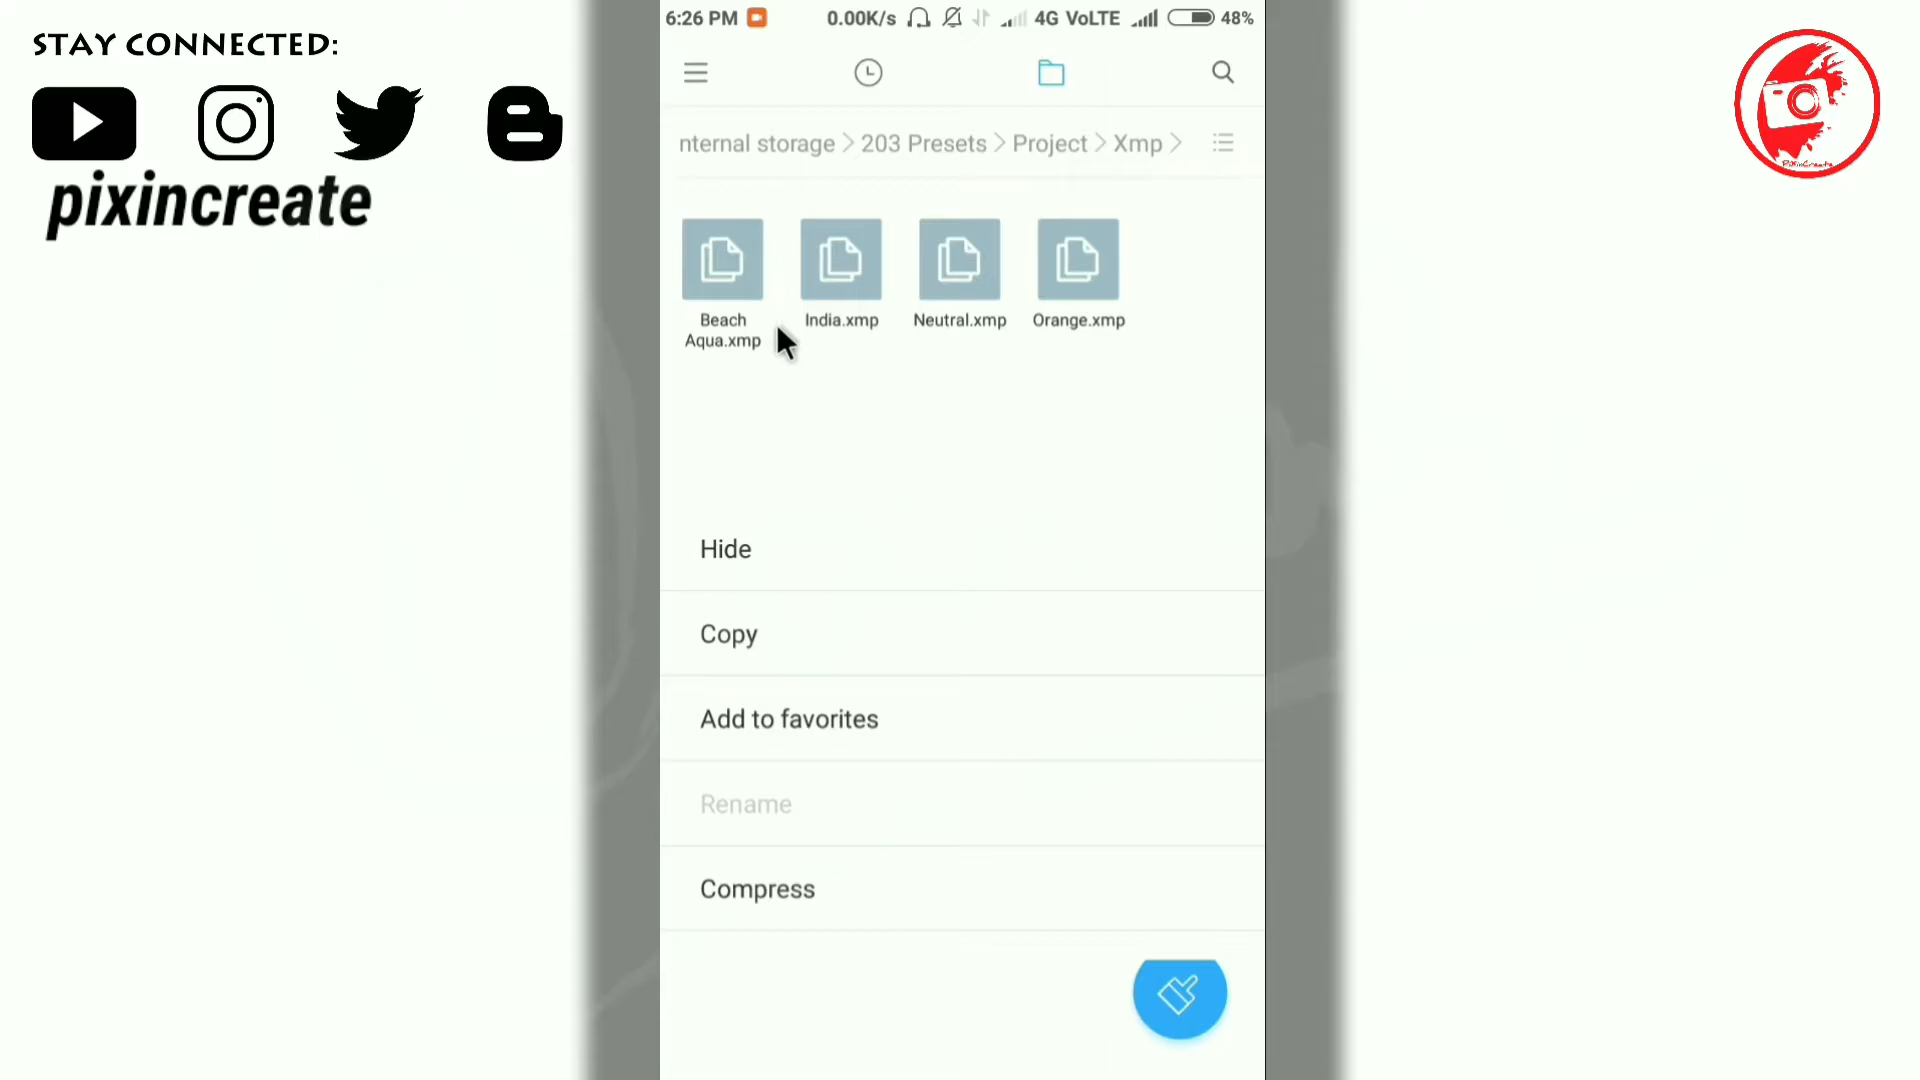 STAY CONNECTED:
pixincreate
6:26 PM 0.00K/s 4G VoLTE 48%
nternal storage > 203 Presets > Project > Xmp >
Beach Aqua.xmp
India.xmp
Neutral.xmp
Orange.xmp
Hide
Copy
Add to favorites
Rename
Compress
PiXinCreate